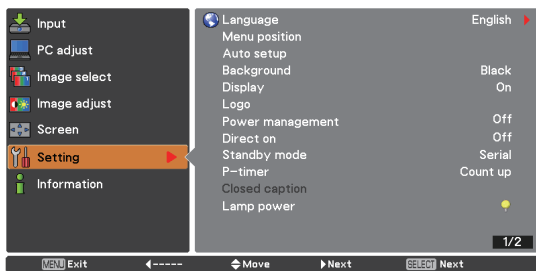 Input
PC adjust
Image select
Image adjust
Screen
Setting
Information
Language English
Menu position
Auto setup
Background Black
Display On
Logo
Power management Off
Direct on Off
Standby mode Serial
P-timer Count up
Closed caption
Lamp power
1/2
MENU Exit ----- Move Next SELECT Next